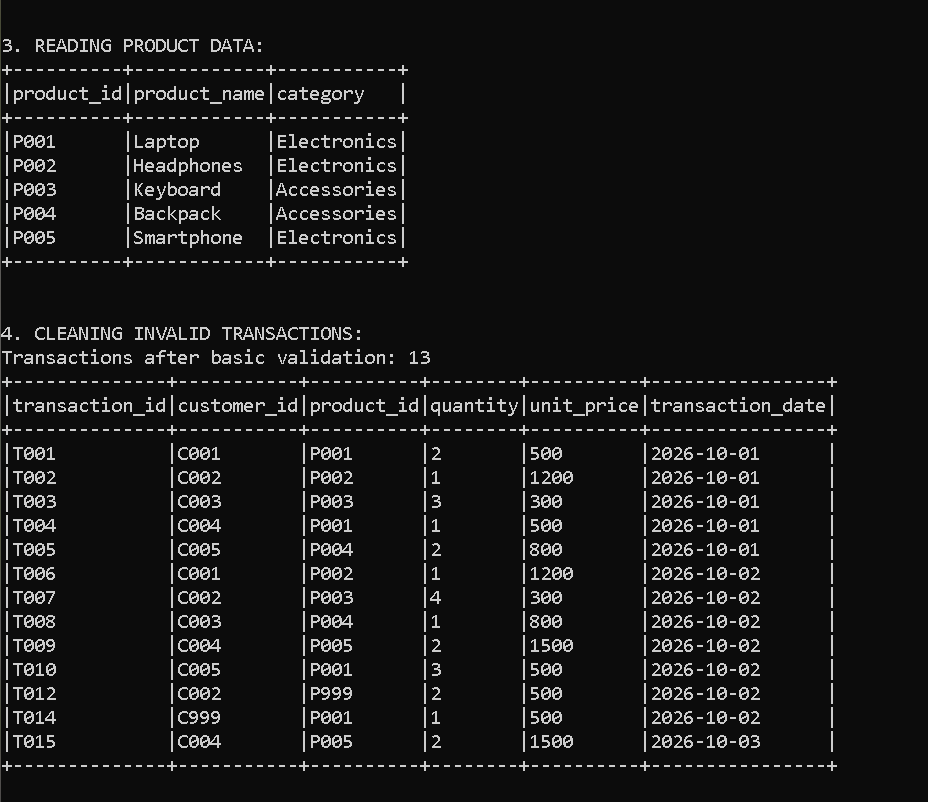 3. READING PRODUCT DATA:
+----------+------------+-----------+
|product_id|product_name|category   |
+----------+------------+-----------+
|P001      |Laptop      |Electronics|
|P002      |Headphones  |Electronics|
|P003      |Keyboard    |Accessories|
|P004      |Backpack    |Accessories|
|P005      |Smartphone  |Electronics|
+----------+------------+-----------+
4. CLEANING INVALID TRANSACTIONS:
Transactions after basic validation: 13
+--------------+-----------+----------+--------+----------+----------------+
|transaction_id|customer_id|product_id|quantity|unit_price|transaction_date|
+--------------+-----------+----------+--------+----------+----------------+
|T001          |C001       |P001      |2       |500       |2026-10-01      |
|T002          |C002       |P002      |1       |1200      |2026-10-01      |
|T003          |C003       |P003      |3       |300       |2026-10-01      |
|T004          |C004       |P001      |1       |500       |2026-10-01      |
|T005          |C005       |P004      |2       |800       |2026-10-01      |
|T006          |C001       |P002      |1       |1200      |2026-10-02      |
|T007          |C002       |P003      |4       |300       |2026-10-02      |
|T008          |C003       |P004      |1       |800       |2026-10-02      |
|T009          |C004       |P005      |2       |1500      |2026-10-02      |
|T010          |C005       |P001      |3       |500       |2026-10-02      |
|T012          |C002       |P999      |2       |500       |2026-10-02      |
|T014          |C999       |P001      |1       |500       |2026-10-02      |
|T015          |C004       |P005      |2       |1500      |2026-10-03      |
+--------------+-----------+----------+--------+----------+----------------+